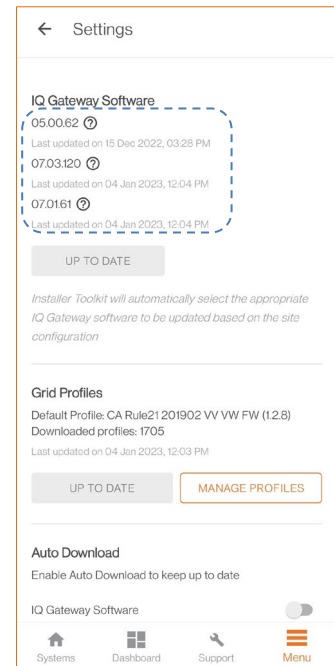 Settings
IQ Gateway Software
05.00.62
Last updated on 15 Dec 2022, 03:28 PM
07.03.120
Last updated on 04 Jan 2023, 12:04 PM
07.01.61
Last updated on 04 Jan 2023, 12:04 PM
UP TO DATE
Installer Toolkit will automatically select the appropriate
IQ Gateway software to be updated based on the site
configuration
Grid Profiles
Default Profile: CA Rule21 201902 VV VW FW (1.2.8)
Downloaded profiles: 1705
Last updated on 04 Jan 2023, 12:03 PM
UP TO DATE
MANAGE PROFILES
Auto Download
Enable Auto Download to keep up to date
IQ Gateway Software
Systems
Dashboard
Support
Menu